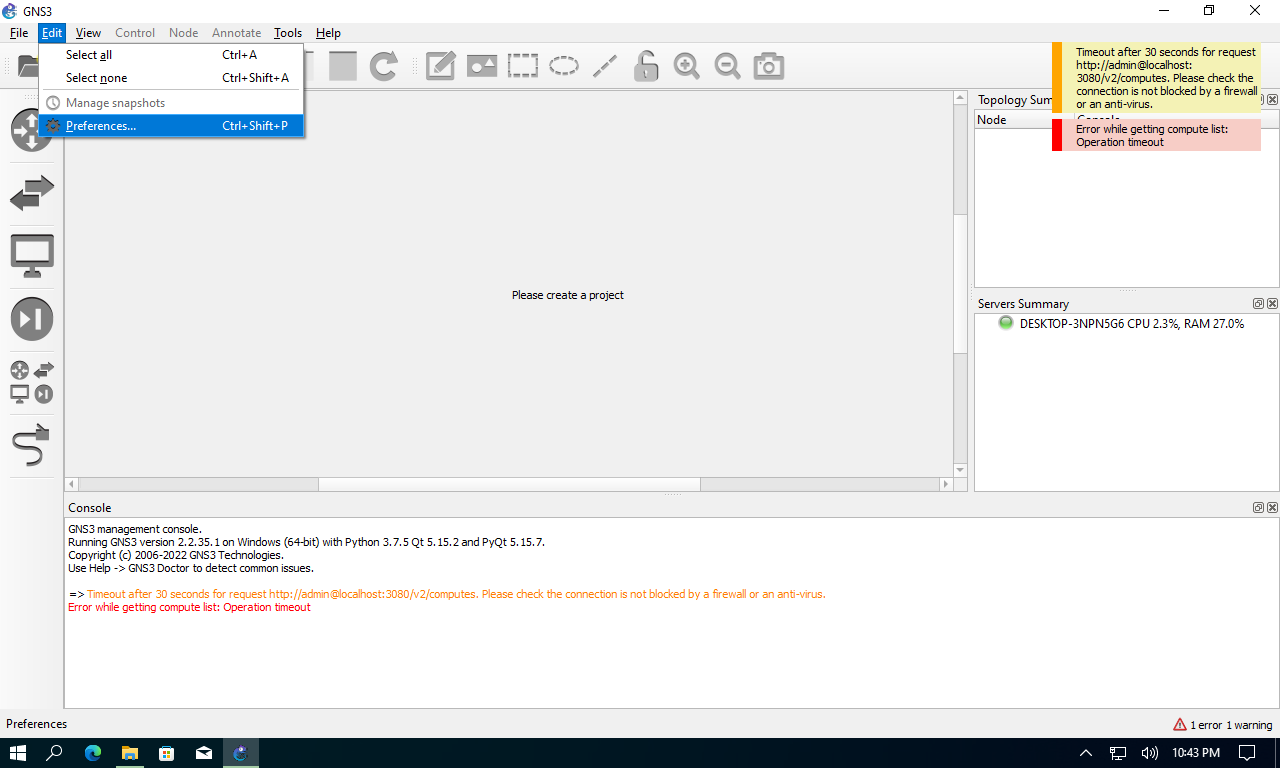 GNS3
File Edit View Control Node Annotate Tools Help
Select all Ctrl+A
Select none Ctrl+Shift+A
Manage snapshots
Preferences... Ctrl+Shift+P
Timeout after 30 seconds for request
http://admin@localhost:
3080/v2/computes. Please check the
connection is not blocked by a firewall
or an anti-virus.
Error while getting compute list:
Operation timeout
Topology Sum
Node Console
Please create a project
Servers Summary
DESKTOP-3NPN5G6 CPU 2.3%, RAM 27.0%
Console
GNS3 management console.
Running GNS3 version 2.2.35.1 on Windows (64-bit) with Python 3.7.5 Qt 5.15.2 and PyQt 5.15.7.
Copyright (c) 2006-2022 GNS3 Technologies.
Use Help -> GNS3 Doctor to detect common issues.
=> Timeout after 30 seconds for request http://admin@localhost:3080/v2/computes. Please check the connection is not blocked by a firewall or an anti-virus.
Error while getting compute list: Operation timeout
Preferences
1 error 1 warning
10:43 PM